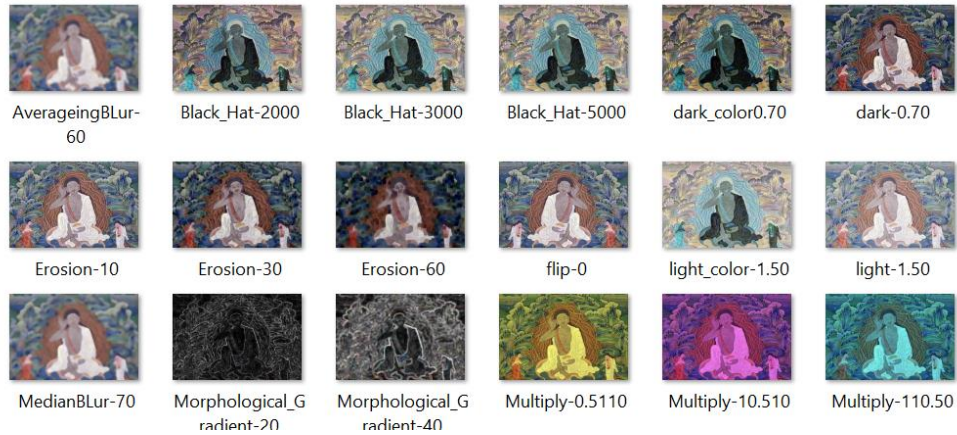 AverageingBLur-
60
Black_Hat-2000
Black_Hat-3000
Black_Hat-5000
dark_color0.70
dark-0.70
Erosion-10
Erosion-30
Erosion-60
flip-0
light_color-1.50
light-1.50
MedianBLur-70
Morphological_G
radient-20
Morphological_G
radient-40
Multiply-0.5110
Multiply-10.510
Multiply-110.50